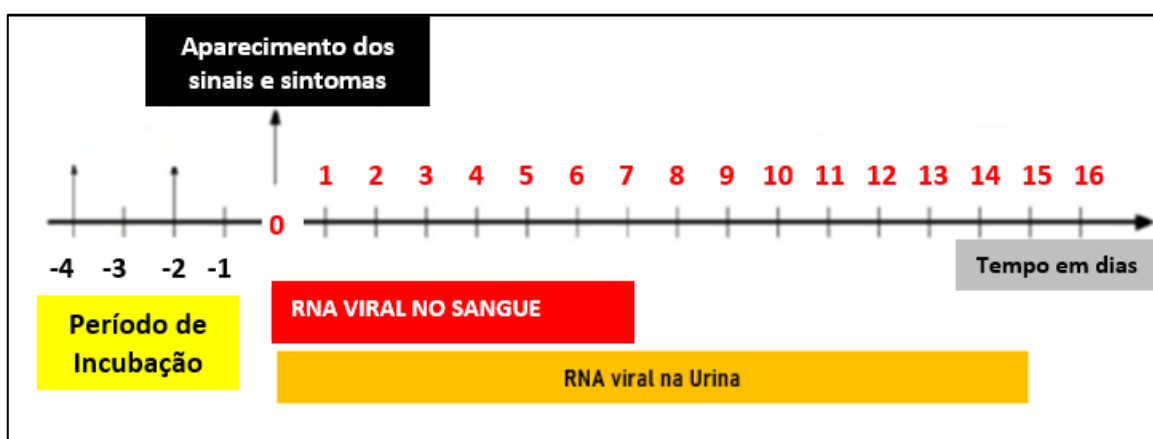 Aparecimento dos
sinais e sintomas
1 2 3 4 5 6 7 8 9 10 11 12 13 14 15 16
0
-4 -3 -2 -1
Tempo em dias
Período de
Incubação
RNA VIRAL NO SANGUE
RNA viral na Urina